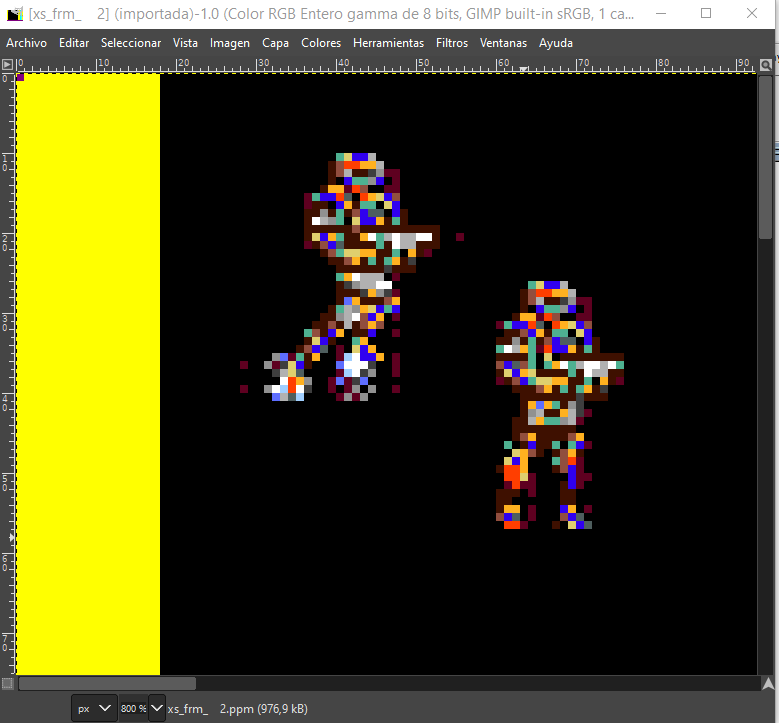 [xs_frm_    2] (importada)-1.0 (Color RGB Entero gamma de 8 bits, GIMP built-in sRGB, 1 ca...
Archivo Editar Seleccionar Vista Imagen Capa Colores Herramientas Filtros Ventanas Ayuda
0 10 20 30 40 50 60 70 80 90
0
10
20
30
40
50
60
70
px 800 % xs_frm_    2.ppm (976,9 kB)